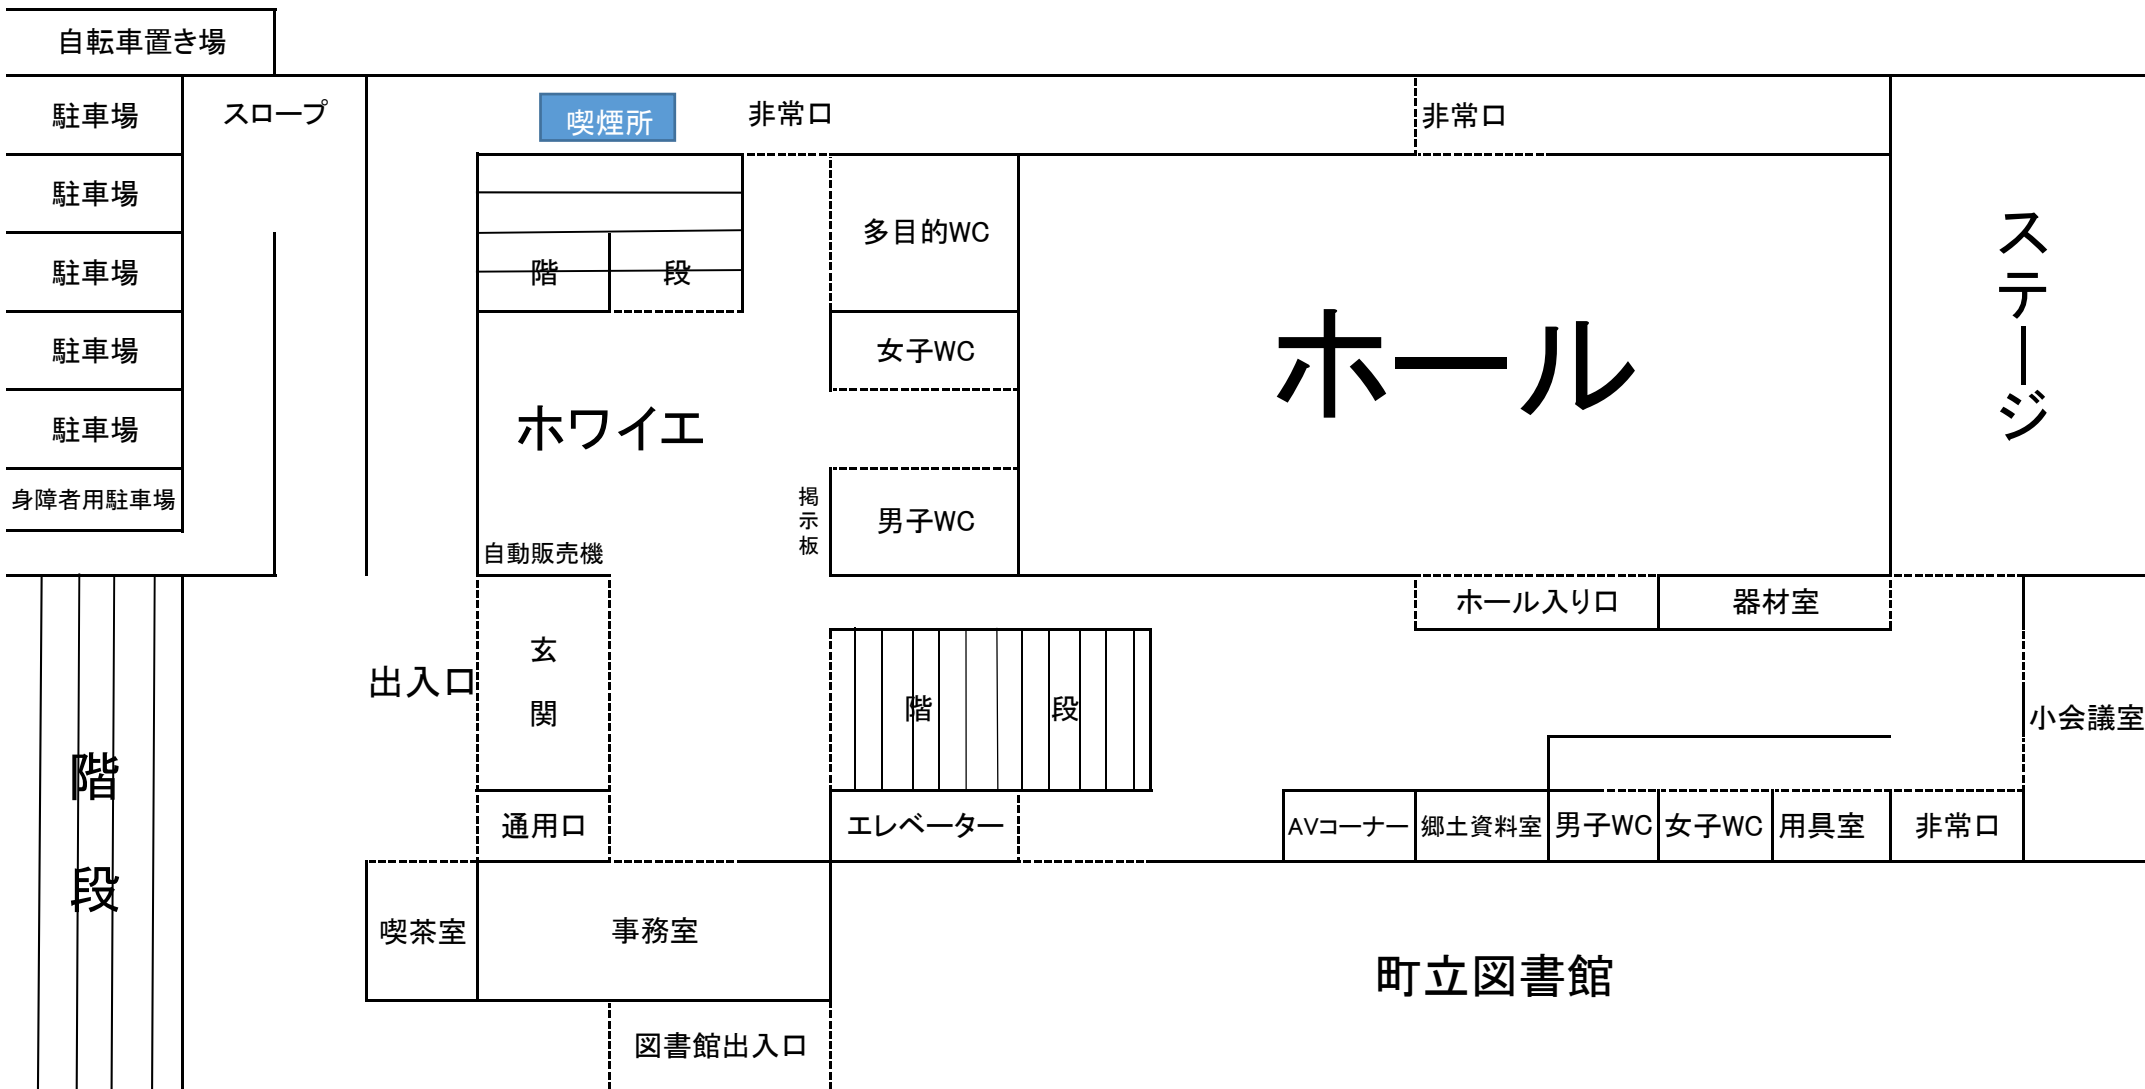 自転車置き場
駐車場
スロープ
喫煙所
非常口
非常口
駐車場
多目的WC
ステージ
駐車場
階段
駐車場
女子WC
ホール
駐車場
ホワイエ
身障者用駐車場
掲示板
男子WC
自動販売機
ホール入り口
器材室
玄関
出入口
階段
小会議室
階段
通用口
エレベーター
AVコーナー
郷土資料室
男子WC
女子WC
用具室
非常口
喫茶室
事務室
町立図書館
図書館出入口